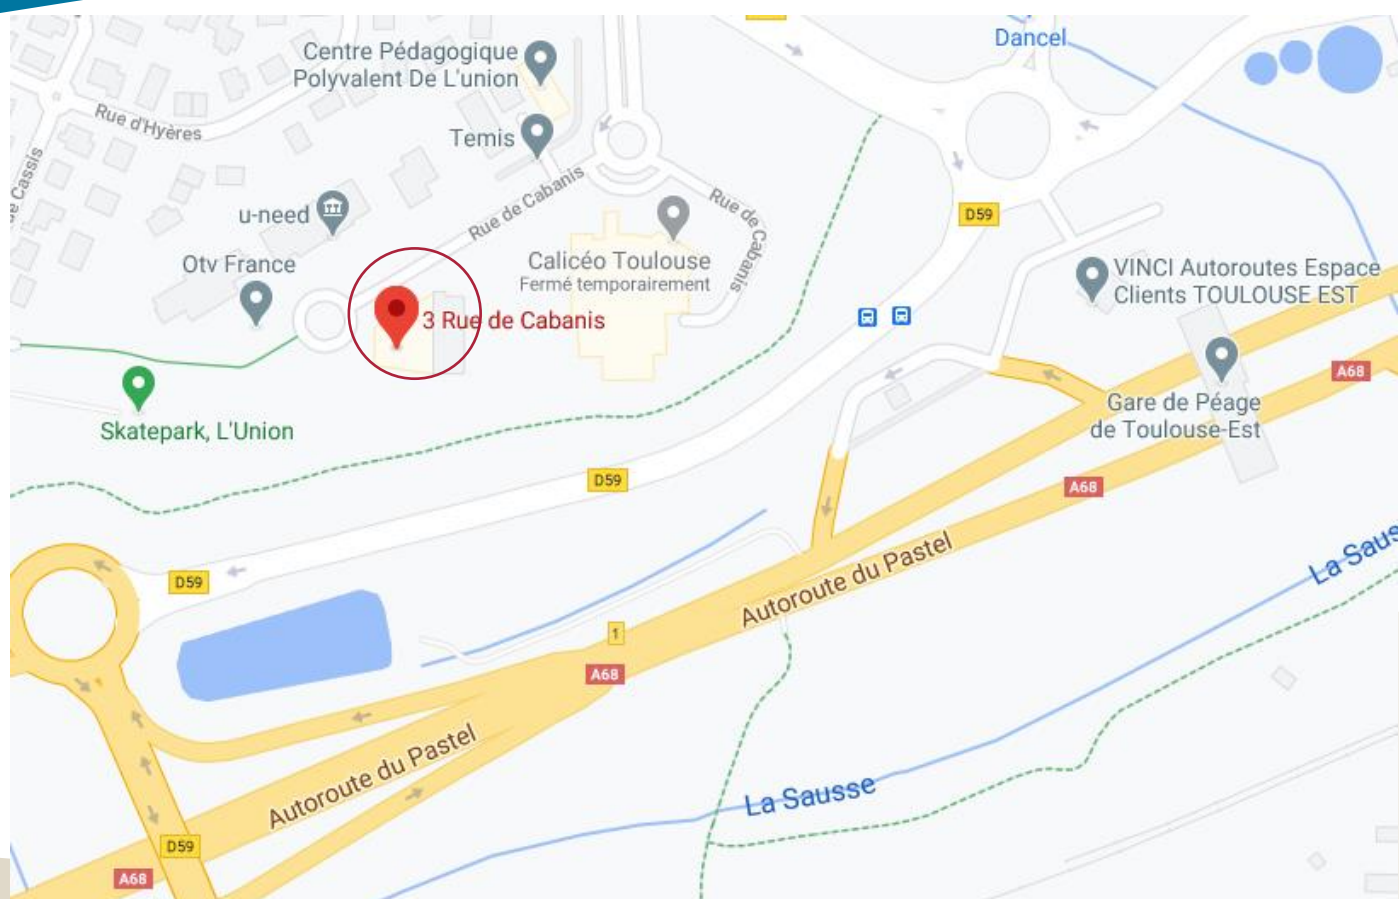 Dancel
Centre Pédagogique
Polyvalent De L'union
Rue d'Hyères
Temis
Cassis
Rue de Cabanis
u-need
Rue de Cabanis
D59
Otv France
Calicéo Toulouse
Fermé temporairement
VINCI Autoroutes Espace
Clients TOULOUSE EST
3 Rue de Cabanis
A68
Skatepark, L'Union
Gare de Péage
de Toulouse-Est
D59
A68
D59
Autoroute du Pastel
La Saus
1
A68
Autoroute du Pastel
La Sausse
D59
A68